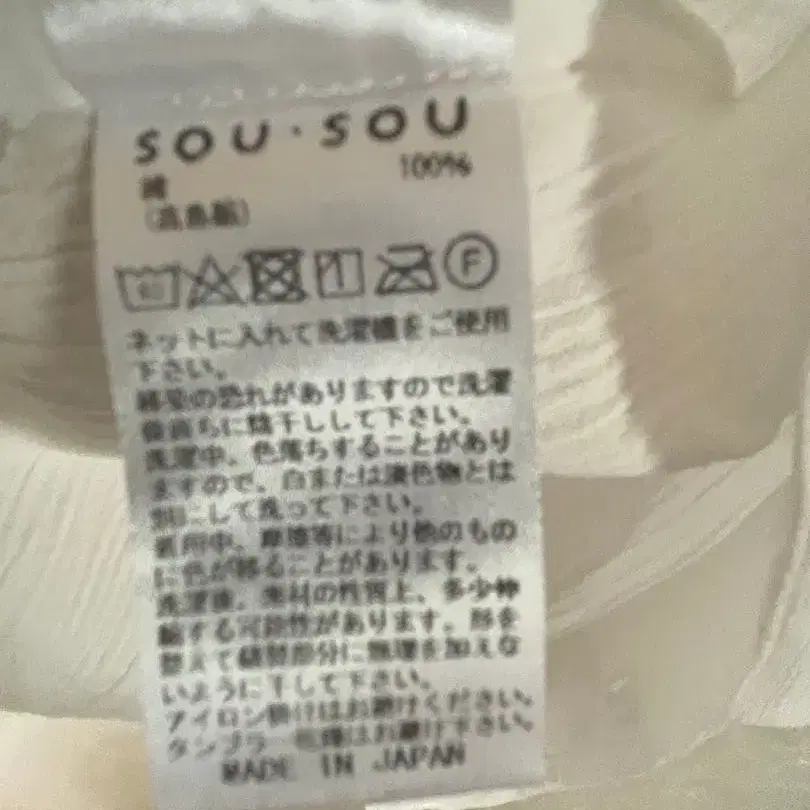 SOU・SOU
綿 100%
(高島縮)
40
F
ネットに入れて洗濯機をご使用
下さい。
移染の恐れがありますので洗濯
後直ちに陰干しして下さい。
洗濯中、色落ちすることがあり
ますので、白または淡色物とは
別にして洗って下さい。
着用中、摩擦等により他のもの
に色が移ることがあります。
洗濯後、素材の性質上、多少伸
縮する可能性があります。形を
整えて縫製部分に無理を加えな
いように干して下さい。
アイロン掛けはお避けください。
タンブラー乾燥はお避け下さい。
MADE IN JAPAN